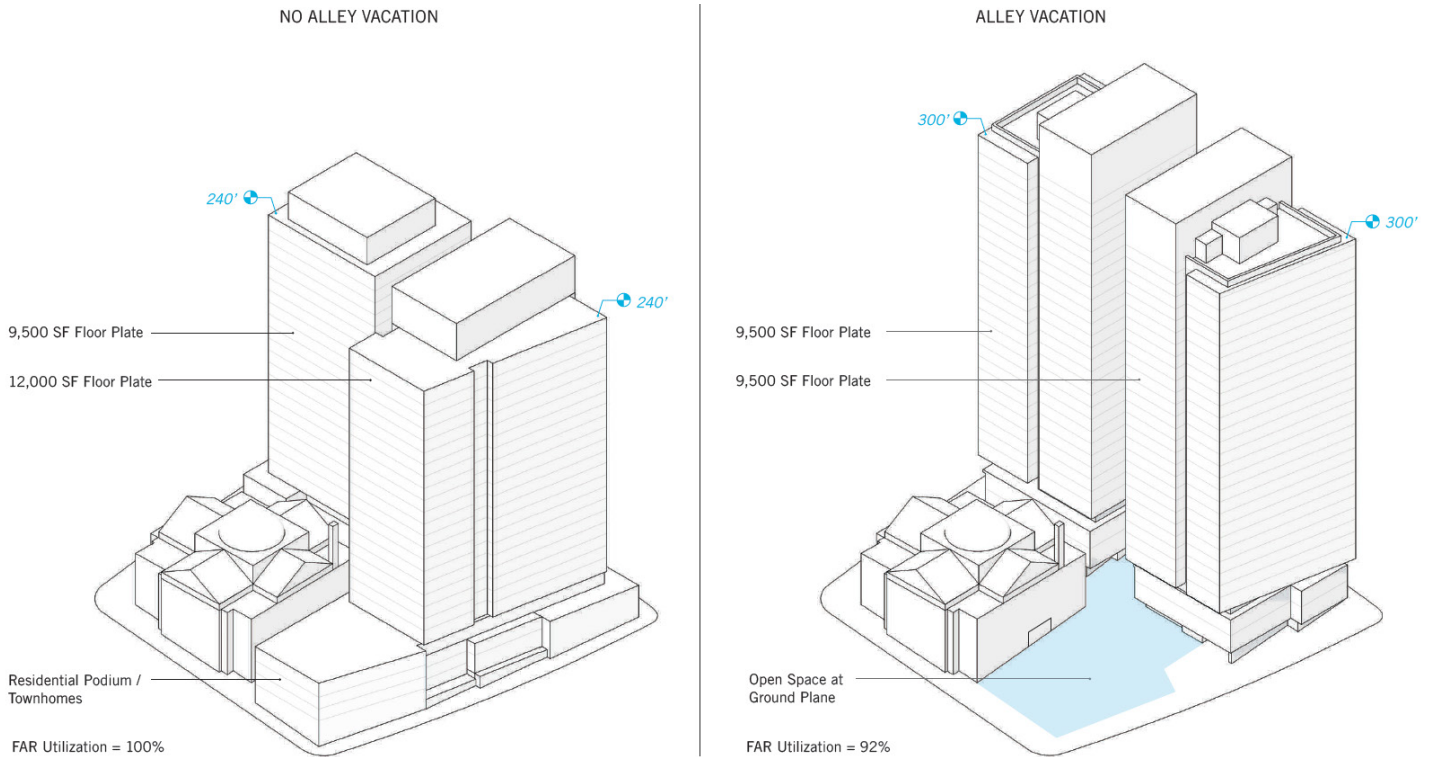 NO ALLEY VACATION
240'
240'
9,500 SF Floor Plate
12,000 SF Floor Plate
Residential Podium /
Townhomes
FAR Utilization = 100%
ALLEY VACATION
300'
300'
9,500 SF Floor Plate
9,500 SF Floor Plate
Open Space at
Ground Plane
FAR Utilization = 92%